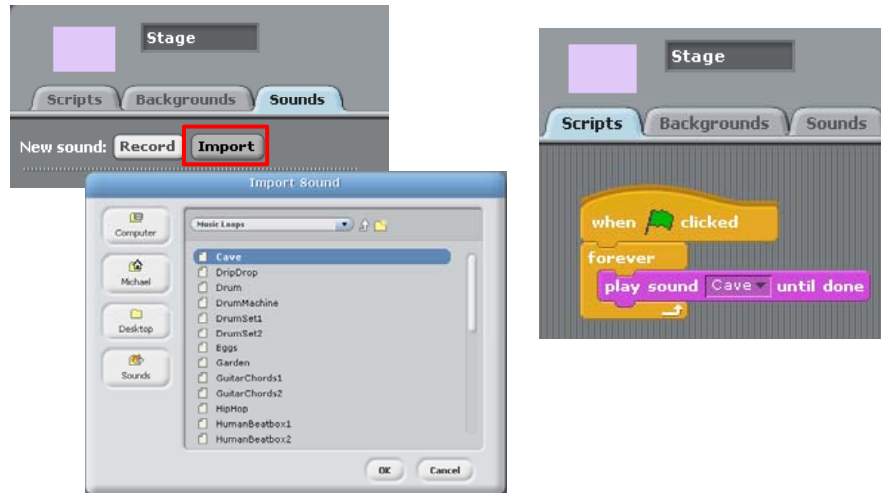 Stage
Scripts Backgrounds Sounds
New sound: Record Import
Import Sound
Computer
Michael
Desktop
Sounds
Music Loops
Cave
DripDrop
Drum
DrumMachine
DrumSet1
DrumSet2
Eggs
Garden
GuitarChords1
GuitarChords2
HipHop
HumanBeatbox1
HumanBeatbox2
OK Cancel
Stage
Scripts Backgrounds Sounds
when clicked
forever
play sound Cave until done